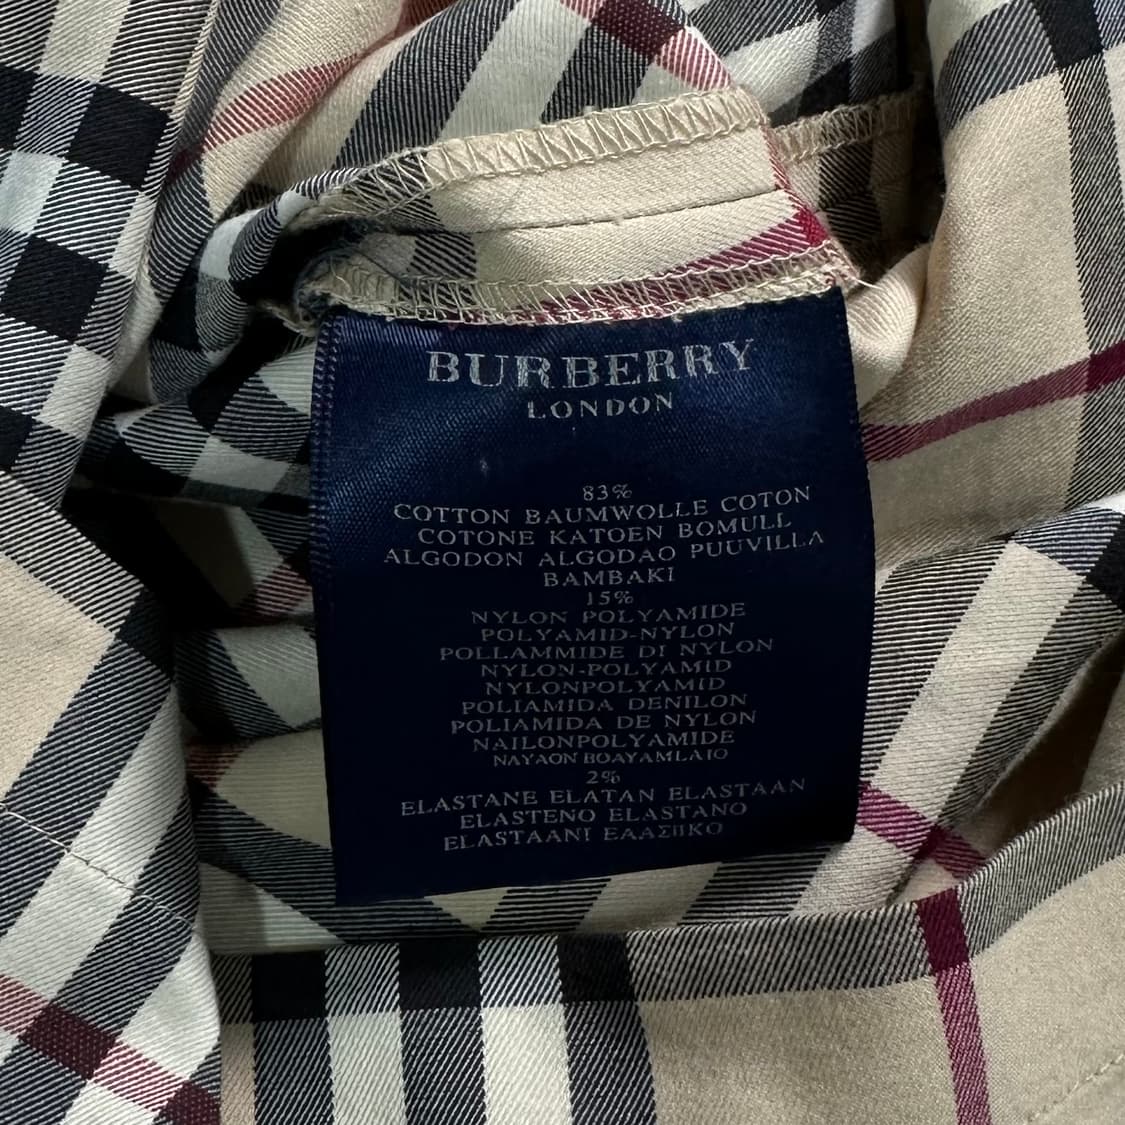 BURBERRY
LONDON
83%
COTTON BAUMWOLLE COTON
COTONE KATOEN BOMULL
ALGODON ALGODAO PUUVILLA
BAMBAKI
15%
NYLON POLYAMIDE
POLYAMID-NYLON
POLLAMMIDE DI NYLON
NYLON-POLYAMID
NYLONPOLYAMID
POLIAMIDA DENILON
POLIAMIDA DE NYLON
NAILONPOLYAMIDE
NAYAON BOAYAMLAIO
2%
ELASTANE ELATAN ELASTAAN
ELASTENO ELASTANO
ELASTAANI ΕΛΑΣΠΚΟ